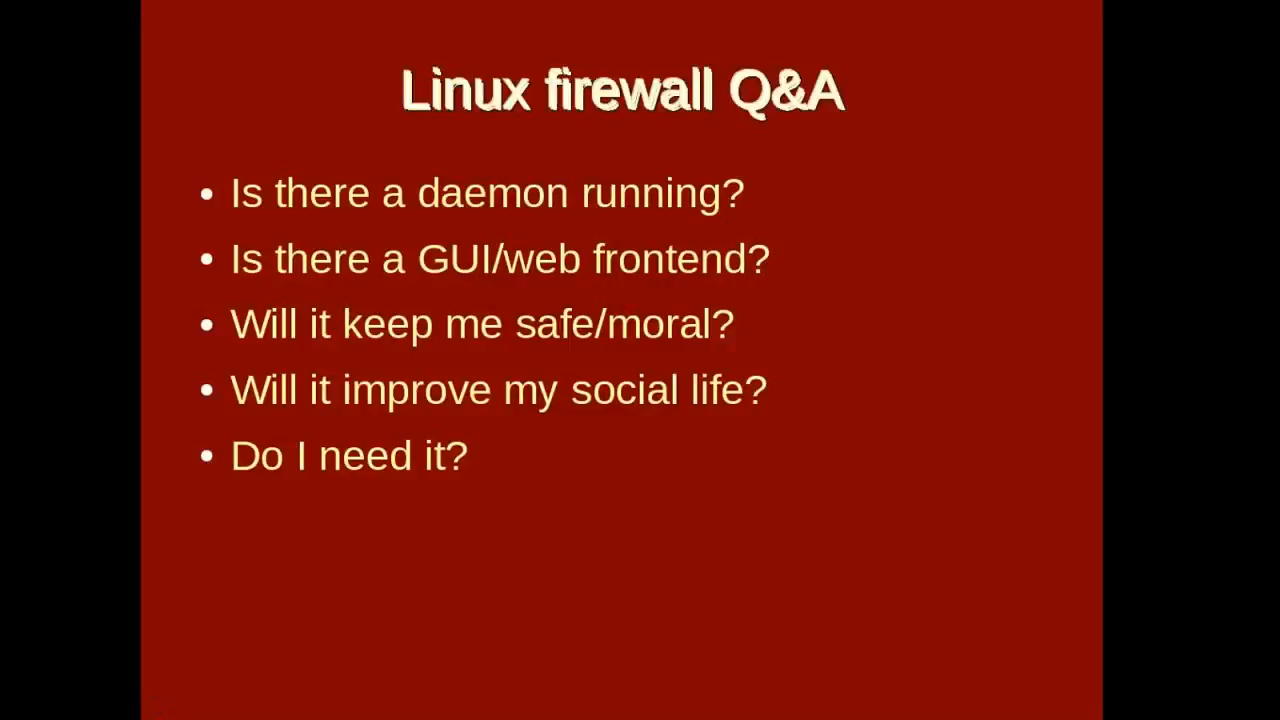 Linux firewall Q&A
• Is there a daemon running?
• Is there a GUI/web frontend?
• Will it keep me safe/moral?
• Will it improve my social life?
• Do I need it?